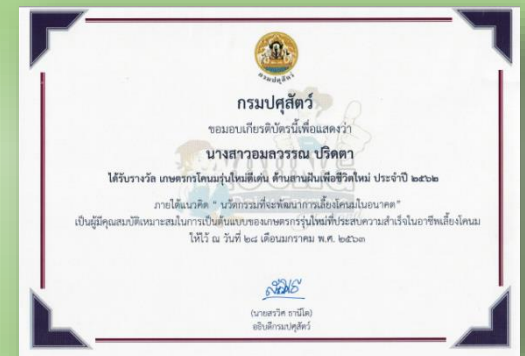 กรมปศุสัตว์
กรมปศุสัตว์
ขอมอบเกียรติบัตรนี้เพื่อแสดงว่า
นางสาวอมลวรรณ ปริดตา
ได้รับรางวัล เกษตรกรโคนมรุ่นใหม่ดีเด่น ด้านสานฝันเพื่อชีวิตใหม่ ประจำปี ๒๕๖๒
ภายใต้แนวคิด " นวัตกรรมที่จะพัฒนาการเลี้ยงโคนมในอนาคต"
เป็นผู้มีคุณสมบัติเหมาะสมในการเป็นต้นแบบของเกษตรกรรุ่นใหม่ที่ประสบความสำเร็จในอาชีพเลี้ยงโคนม
ให้ไว้ ณ วันที่ ๒๘ เดือนมกราคม พ.ศ. ๒๕๖๓
(นายสรวิศ ธานีโต)
อธิบดีกรมปศุสัตว์